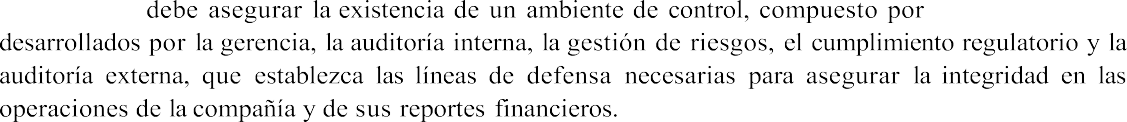 debe asegurar la existencia de un ambiente de control, compuesto por
desarrollados por la gerencia, la auditoría interna, la gestión de riesgos, el cumplimiento regulatorio y la
auditoría externa, que establezca las líneas de defensa necesarias para asegurar la integridad en las
operaciones de la compañía y de sus reportes financieros.